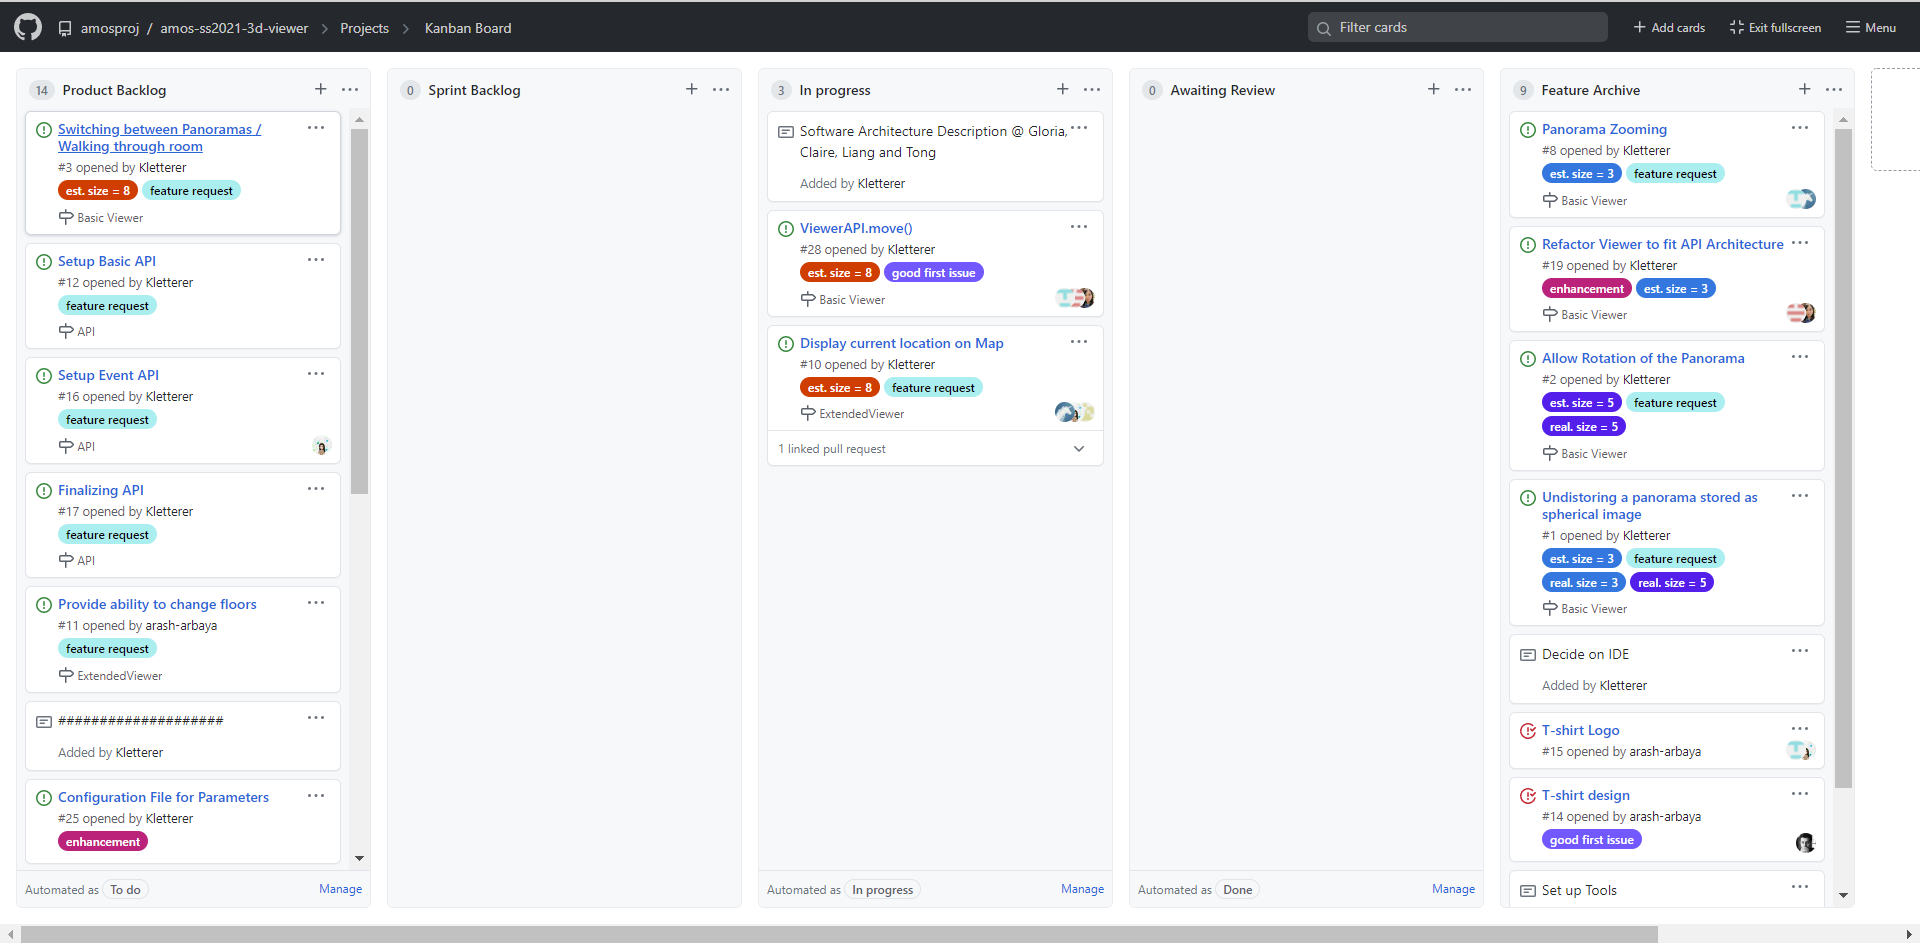 amosproj / amos-ss2021-3d-viewer Projects Kanban Board
Filter cards
Add cards
Exit fullscreen
Menu
14 Product Backlog
Switching between Panoramas /
Walking through room
#3 opened by Kletterer
est. size = 8 feature request
Basic Viewer
Setup Basic API
#12 opened by Kletterer
feature request
API
Setup Event API
#16 opened by Kletterer
feature request
API
Finalizing API
#17 opened by Kletterer
feature request
API
Provide ability to change floors
#11 opened by arash-arbaya
feature request
ExtendedViewer
####################
Added by Kletterer
Configuration File for Parameters
#25 opened by Kletterer
enhancement
Automated as To do Manage
0 Sprint Backlog
3 In progress
Software Architecture Description @ Gloria,
Claire, Liang and Tong
Added by Kletterer
ViewerAPI.move()
#28 opened by Kletterer
est. size = 8 good first issue
Basic Viewer
Display current location on Map
#10 opened by Kletterer
est. size = 8 feature request
ExtendedViewer
1 linked pull request
Automated as In progress Manage
0 Awaiting Review
Automated as Done Manage
9 Feature Archive
Panorama Zooming
#8 opened by Kletterer
est. size = 3 feature request
Basic Viewer
Refactor Viewer to fit API Architecture
#19 opened by Kletterer
enhancement est. size = 3
Basic Viewer
Allow Rotation of the Panorama
#2 opened by Kletterer
est. size = 5 feature request
real. size = 5
Basic Viewer
Undistoring a panorama stored as
spherical image
#1 opened by Kletterer
est. size = 3 feature request
real. size = 3 real. size = 5
Basic Viewer
Decide on IDE
Added by Kletterer
T-shirt Logo
#15 opened by arash-arbaya
T-shirt design
#14 opened by arash-arbaya
good first issue
Set up Tools